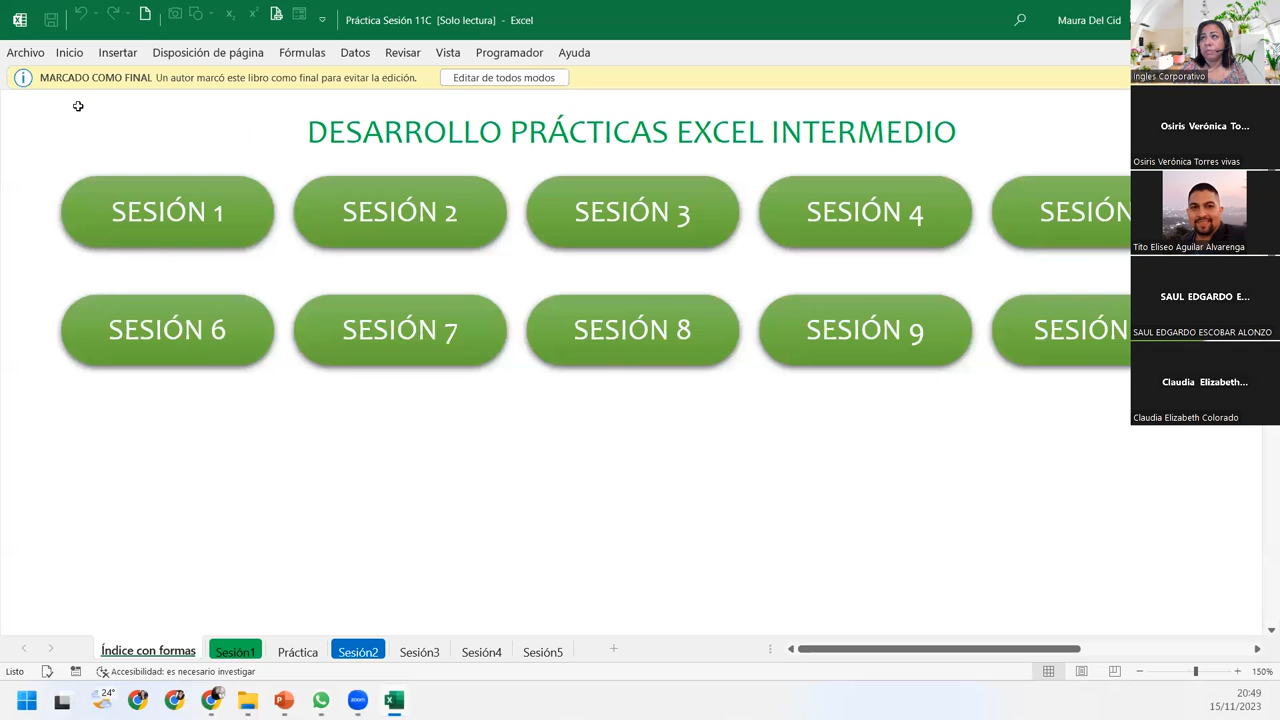 Práctica Sesión 11C [Solo lectura] - Excel
Maura Del Cid
Archivo Inicio Insertar Disposición de página Fórmulas Datos Revisar Vista Programador Ayuda
MARCADO COMO FINAL Un autor marcó este libro como final para evitar la edición. Editar de todos modos
Ingles Corporativo
DESARROLLO PRÁCTICAS EXCEL INTERMEDIO
Osiris Verónica To...
Osiris Verónica Torres vivas
SESIÓN 1 SESIÓN 2 SESIÓN 3 SESIÓN 4 SESIÓN
Tito Eliseo Aguilar Alvarenga
SAUL EDGARDO E...
SAUL EDGARDO ESCOBAR ALONZO
SESIÓN 6 SESIÓN 7 SESIÓN 8 SESIÓN 9 SESIÓN
Claudia Elizabeth...
Claudia Elizabeth Colorado
Índice con formas Sesión1 Práctica Sesión2 Sesión3 Sesión4 Sesión5
Listo Accesibilidad: es necesario investigar 150%
24°
zoom
20:49
15/11/2023